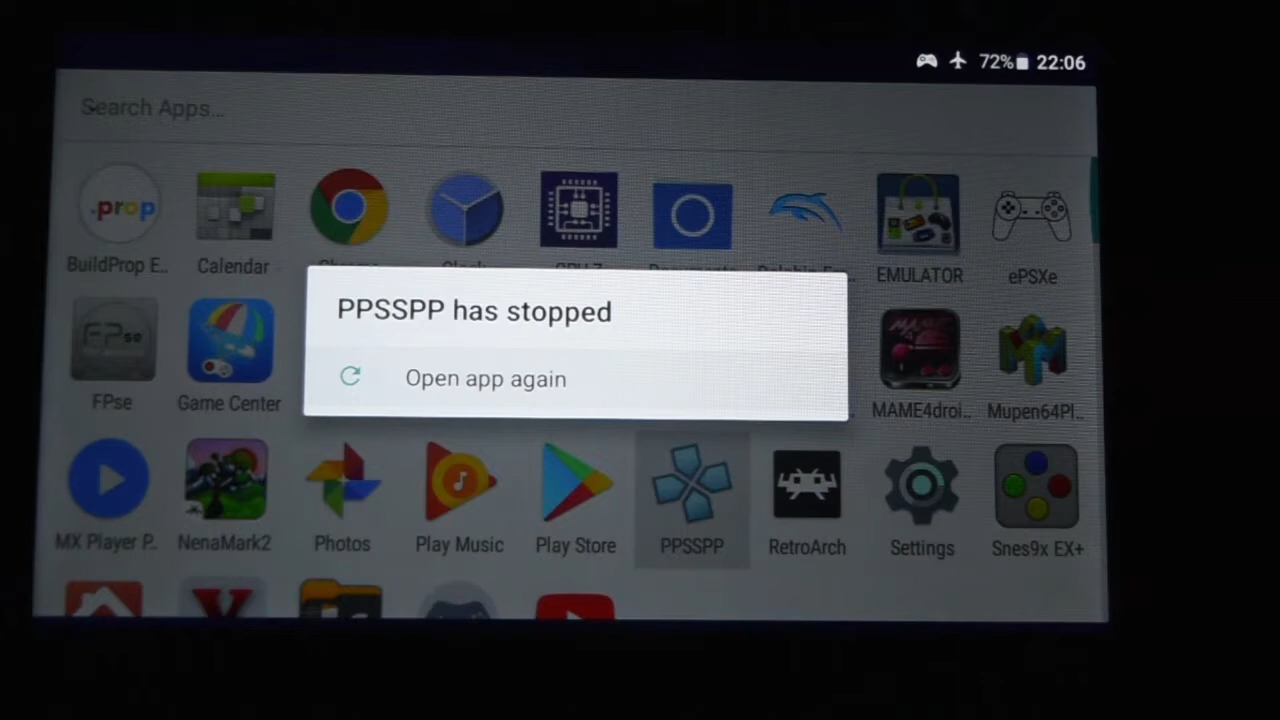 72% 22:06
Search Apps...
.prop
BuildProp E.. Calendar EMULATOR ePSXe
PPSSPP has stopped
Open app again
FPse
FPse Game Center MAME4droi.. Mupen64Pl..
MX Player P.. NenaMark2 Photos Play Music Play Store PPSSPP RetroArch Settings Snes9x EX+